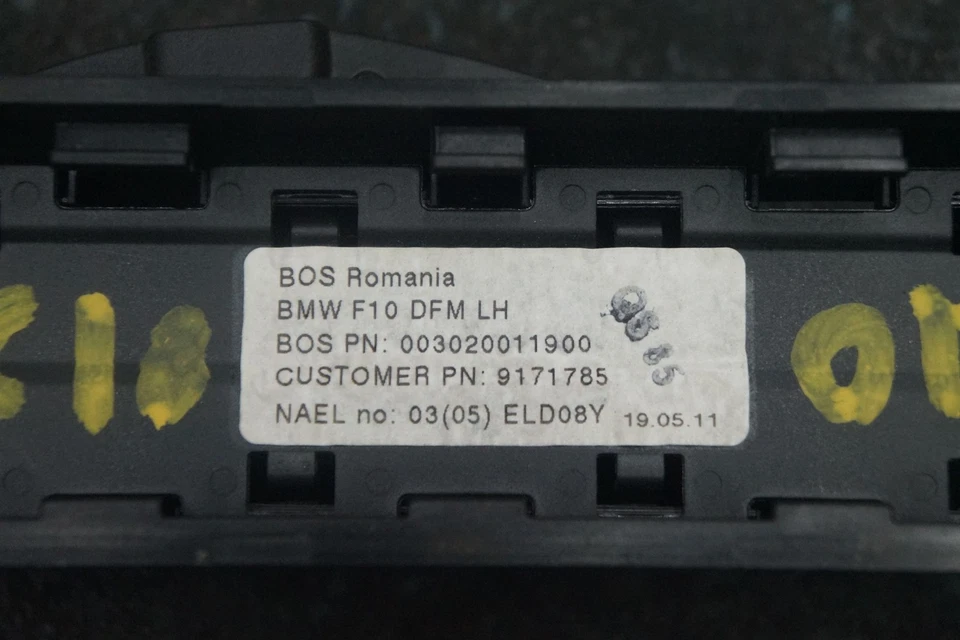 BOS Romania
BMW F10 DFM LH
BOS PN: 003020011900
CUSTOMER PN: 9171785
NAEL no: 03(05) ELD08Y 19.05.11